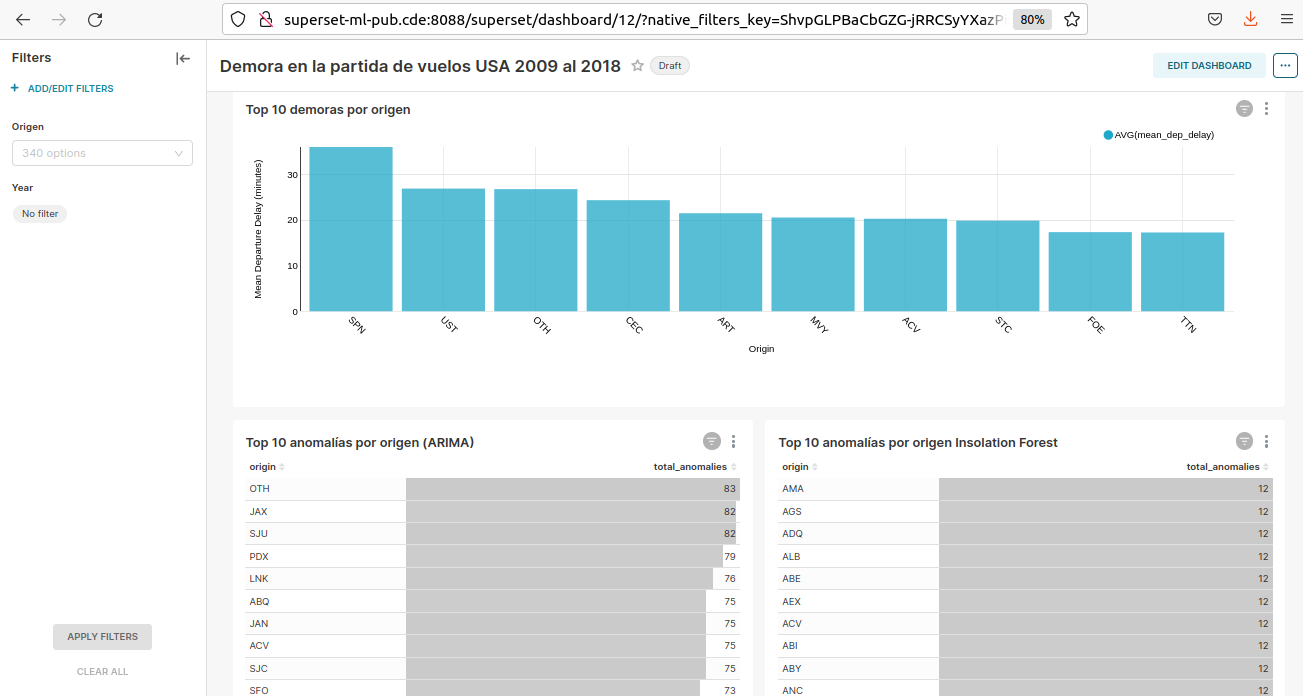 superset-ml-pub.cde:8088/superset/dashboard/12/?native_filters_key=ShvpGLPBaCbGZG-jRRCSyYXazP
80%
Filters
+ ADD/EDIT FILTERS
Origen
340 options
Year
No filter
APPLY FILTERS
CLEAR ALL
Demora en la partida de vuelos USA 2009 al 2018
Draft
EDIT DASHBOARD
...
Top 10 demoras por origen
AVG(mean_dep_delay)
Mean Departure Delay (minutes)
30
20
10
0
SPN UST OTH CEC ART MVY ACV STC FOE TTN
Origin
Top 10 anomalías por origen (ARIMA)
origin total_anomalies
OTH 83
JAX 82
SJU 82
PDX 79
LNK 76
ABQ 75
JAN 75
ACV 75
SJC 75
SFO 73
Top 10 anomalías por origen Insolation Forest
origin total_anomalies
AMA 12
AGS 12
ADQ 12
ALB 12
ABE 12
AEX 12
ACV 12
ABI 12
ABY 12
ANC 12